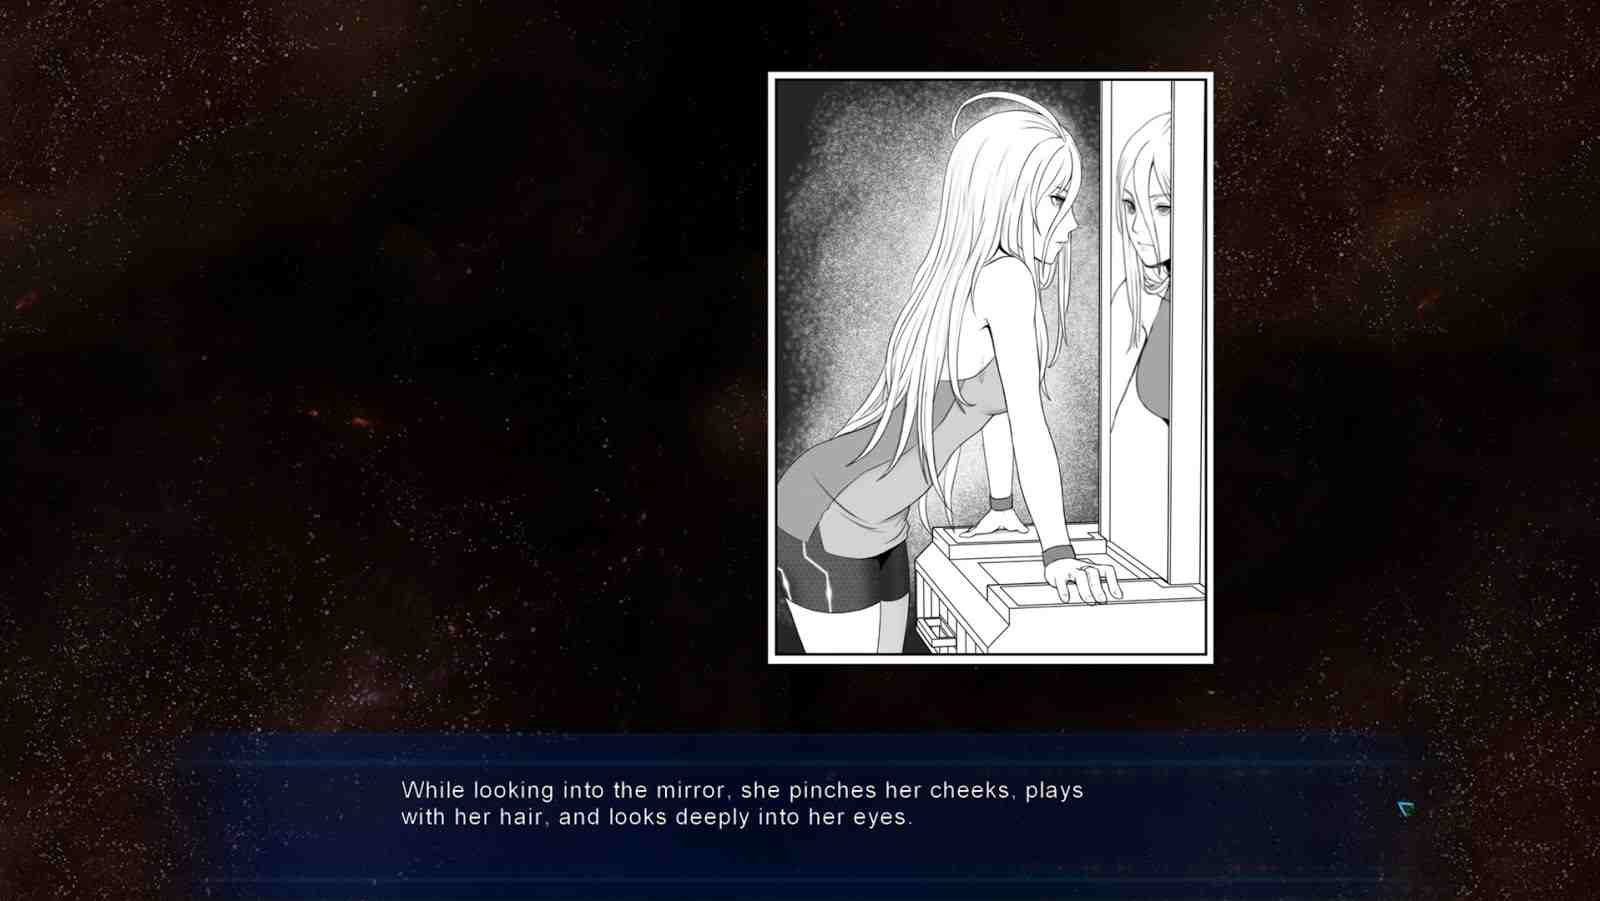 While looking into the mirror, she pinches her cheeks, plays
with her hair, and looks deeply into her eyes.